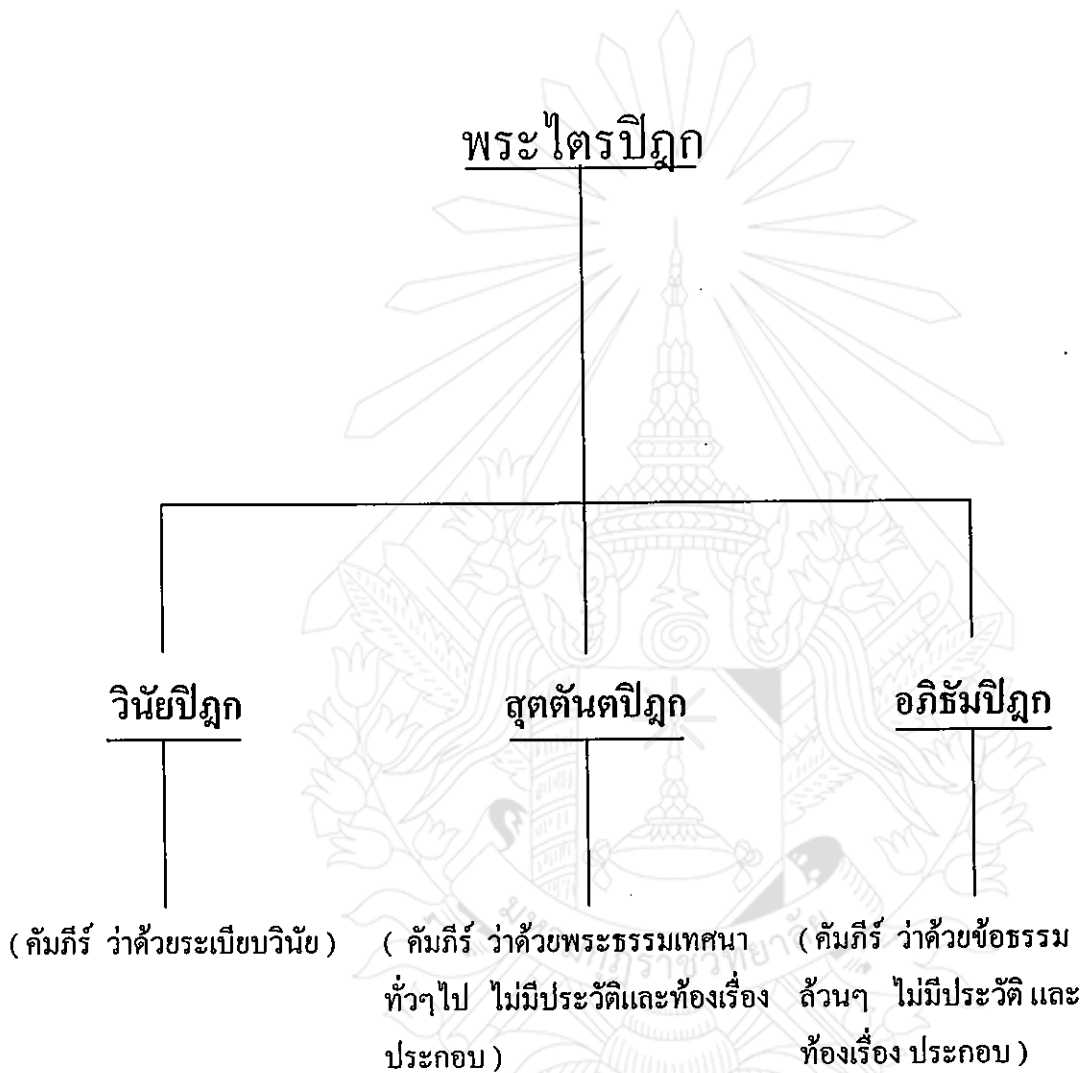 พระไตรปิฎก
วินัยปิฎก
สุตตันตปิฎก
อภิธัมปิฎก
(คัมภีร์ ว่าด้วยระเบียบวินัย)
( คัมภีร์ ว่าด้วยพระธรรมเทศนา
ทั่วๆไป ไม่มีประวัติและท้องเรื่อง
ประกอบ )
(คัมภีร์ ว่าด้วยข้อธรรม
ล้วนๆ ไม่มีประวัติ และ
ท้องเรื่อง ประกอบ )